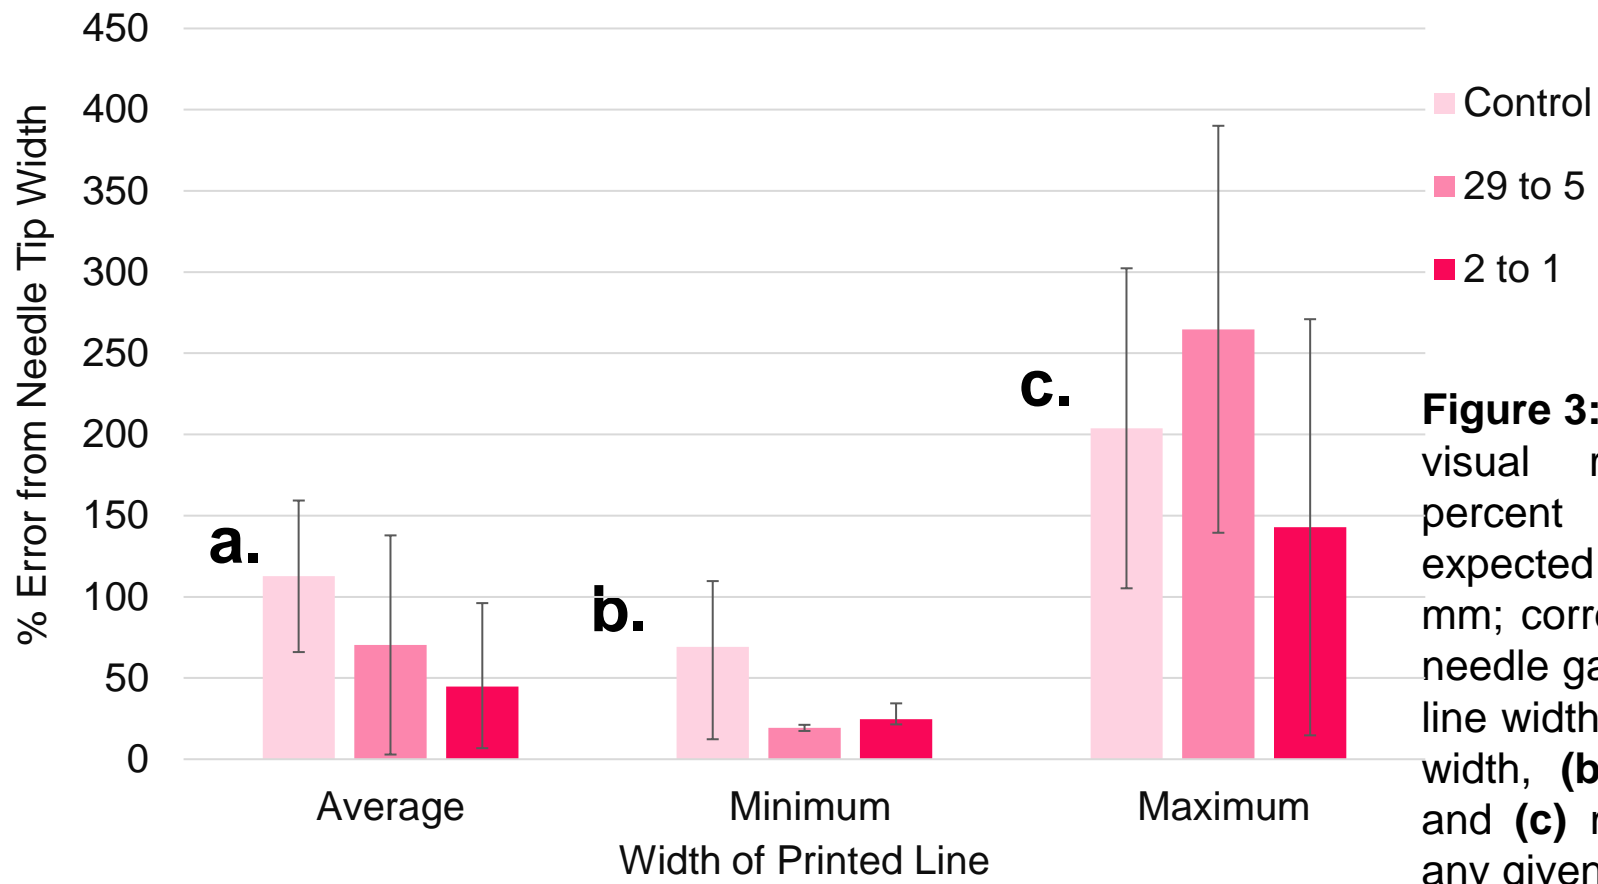 450
400
350
300
250
200
150
100
50
0
% Error from Needle Tip Width
a.
b.
c.
Average
Minimum
Maximum
Width of Printed Line
Control
29 to 5
2 to 1
Figure 3:
visual
percent
expected
mm;
needle
line width
width, (b
and (c)
any given